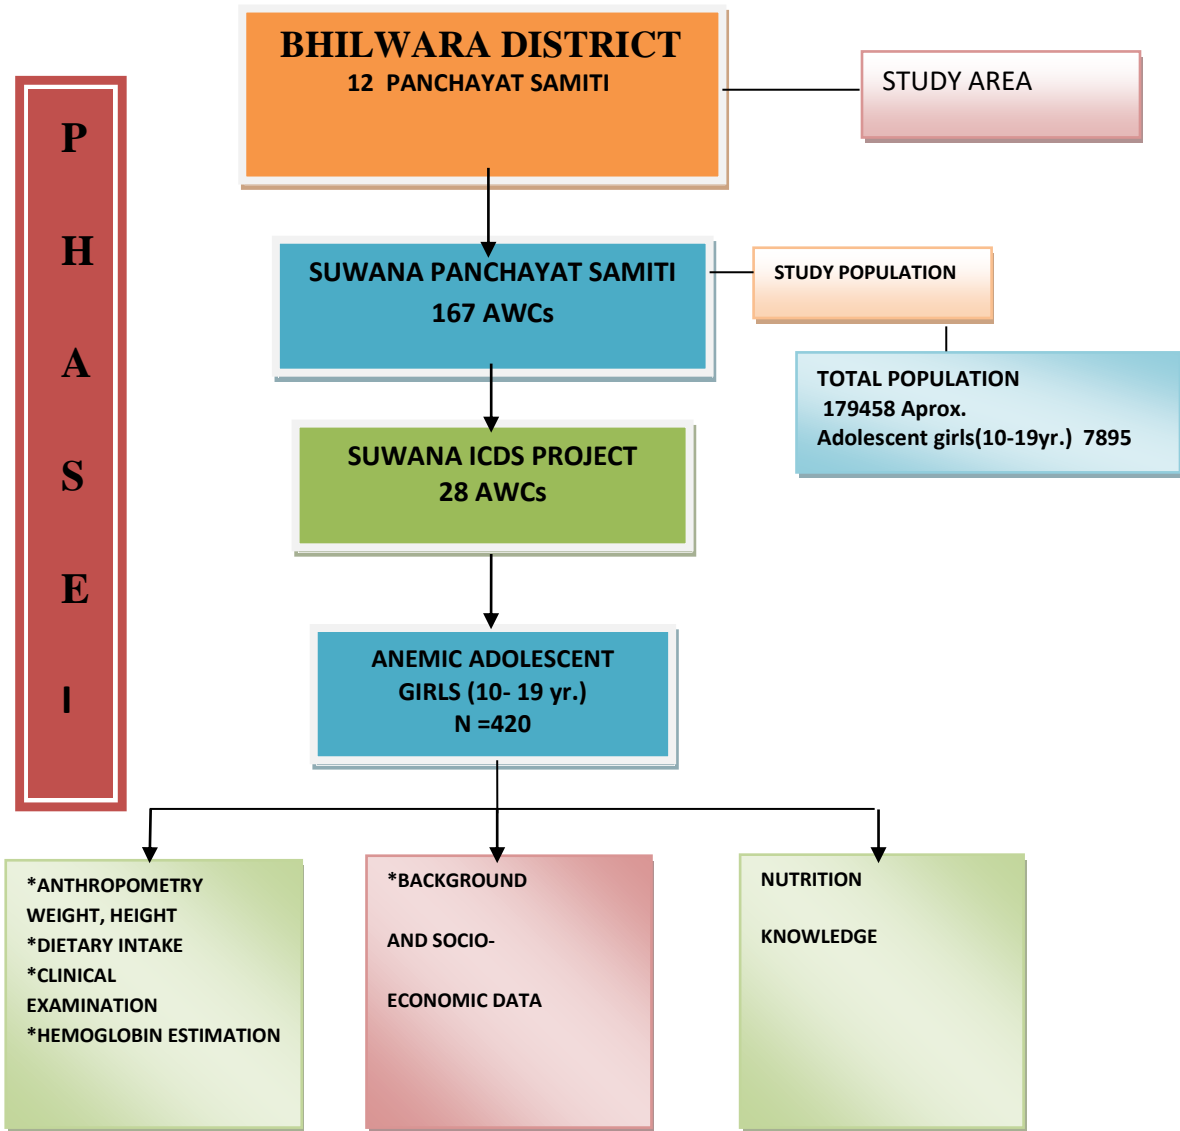 BHILWARA DISTRICT
12 PANCHAYAT SAMITI
STUDY AREA
P
H
A
S
E
I
SUWANA PANCHAYAT SAMITI
167 AWCs
STUDY POPULATION
TOTAL POPULATION
179458 Aprox.
Adolescent girls(10-19yr.) 7895
SUWANA ICDS PROJECT
28 AWCs
ANEMIC ADOLESCENT
GIRLS (10- 19 yr.)
N =420
*ANTHROPOMETRY
WEIGHT, HEIGHT
*DIETARY INTAKE
*CLINICAL
EXAMINATION
*HEMOGLOBIN ESTIMATION
*BACKGROUND
AND SOCIO-
ECONOMIC DATA
NUTRITION
KNOWLEDGE